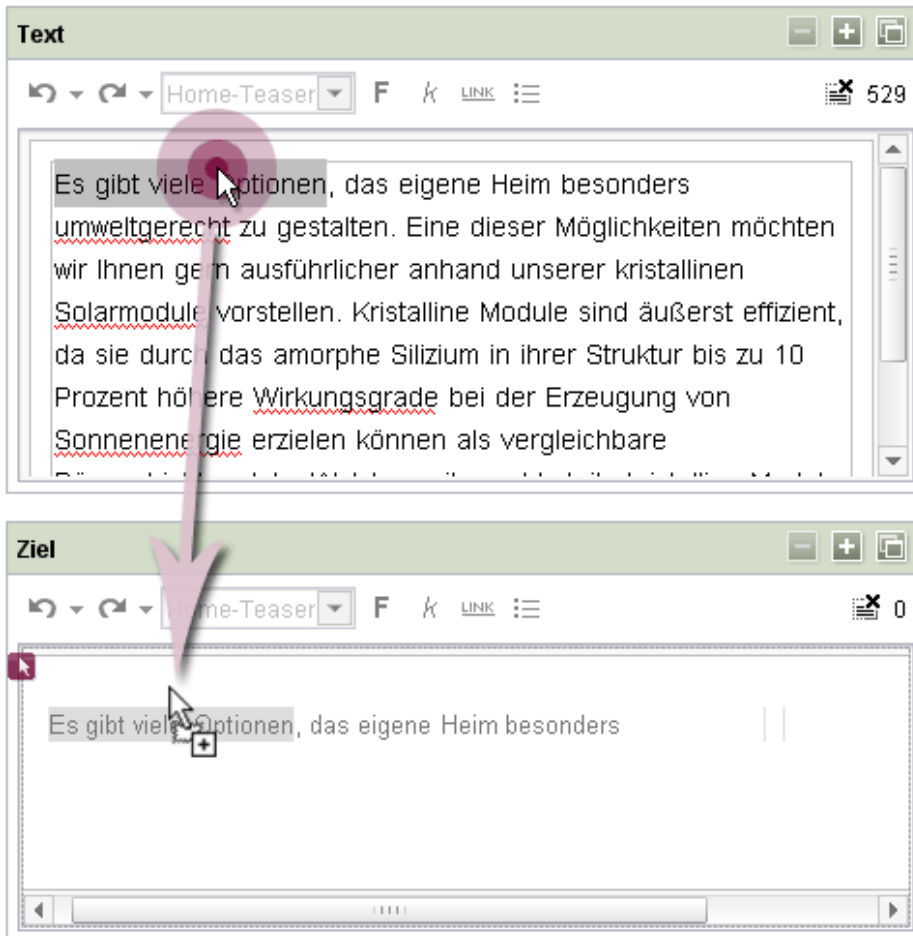 Text
Home-Teaser F k LINK 529
Es gibt viele Optionen, das eigene Heim besonders
umweltgerecht zu gestalten. Eine dieser Möglichkeiten möchten
wir Ihnen gern ausführlicher anhand unserer kristallinen
Solarmodule vorstellen. Kristalline Module sind äußerst effizient,
da sie durch das amorphe Silizium in ihrer Struktur bis zu 10
Prozent höhere Wirkungsgrade bei der Erzeugung von
Sonnenenergie erzielen können als vergleichbare
Ziel
Home-Teaser F k LINK 0
Es gibt viele Optionen, das eigene Heim besonders